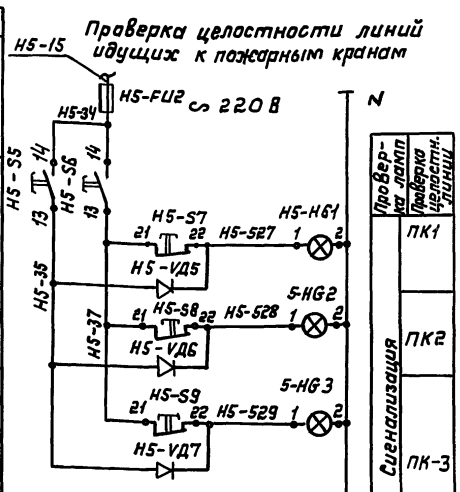 Проверка целостности линий
идущих к пожарным кранам
Н5-15
Н5-FU2
~ 220 В
N
Н5-34
Н5-S5
14
13
Н5-S6
14
13
Провер-
ка ламп
Проверка
целостн.
линий
Н5-S7
21
22
Н5-527
Н5-НG1
1
2
ПК1
Н5-VД5
Н5-35
Н5-37
Н5-S8
21
22
Н5-528
5-HG2
1
2
ПК2
Н5-VД6
Н5-S9
21
22
Н5-529
5-HG3
1
2
Сигнализация
ПК-3
Н5-VД7